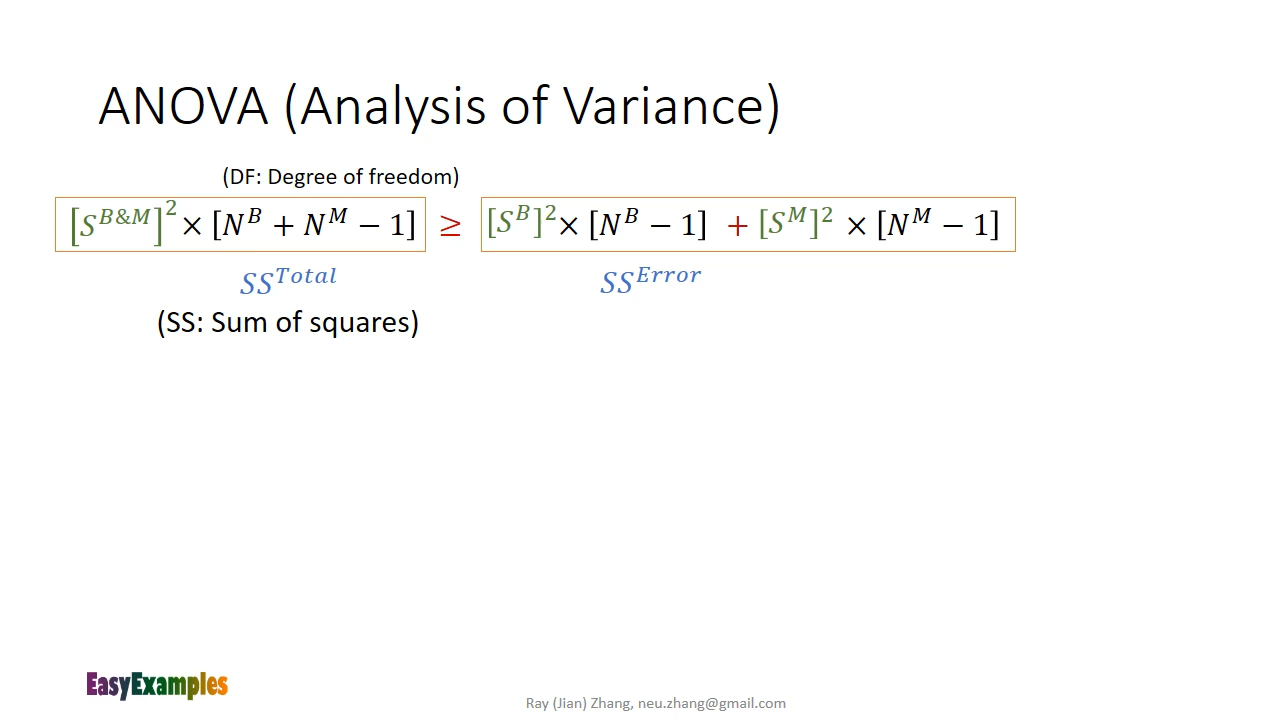 ANOVA (Analysis of Variance)
(DF: Degree of freedom)
[S^{B&M}]^2 × [N^B + N^M − 1] ≥ [S^B]^2 × [N^B − 1] + [S^M]^2 × [N^M − 1]
SS^{Total} SS^{Error}
(SS: Sum of squares)
EasyExamples
Ray (Jian) Zhang, neu.zhang@gmail.com